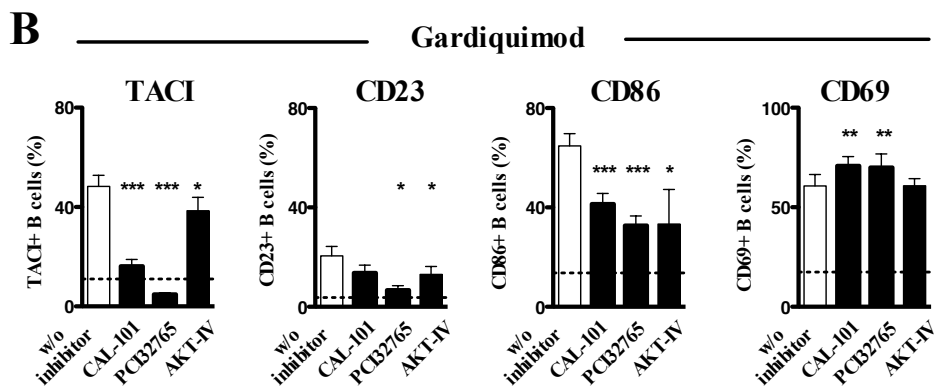 B
Gardiquimod
TACI
TACI+ B cells (%)
80
40
0
*** *** *
w/o inhibitor
CAL-101
PCI32765
AKT-IV
CD23
CD23+ B cells (%)
80
40
0
* *
w/o inhibitor
CAL-101
PCI32765
AKT-IV
CD86
CD86+ B cells (%)
80
40
0
*** *** *
w/o inhibitor
CAL-101
PCI32765
AKT-IV
CD69
CD69+ B cells (%)
100
50
0
** **
w/o inhibitor
CAL-101
PCI32765
AKT-IV